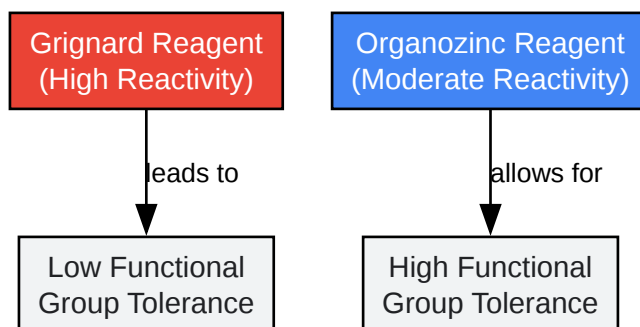 Grignard Reagent
(High Reactivity)
Organozinc Reagent
(Moderate Reactivity)
leads to
allows for
Low Functional
Group Tolerance
High Functional
Group Tolerance